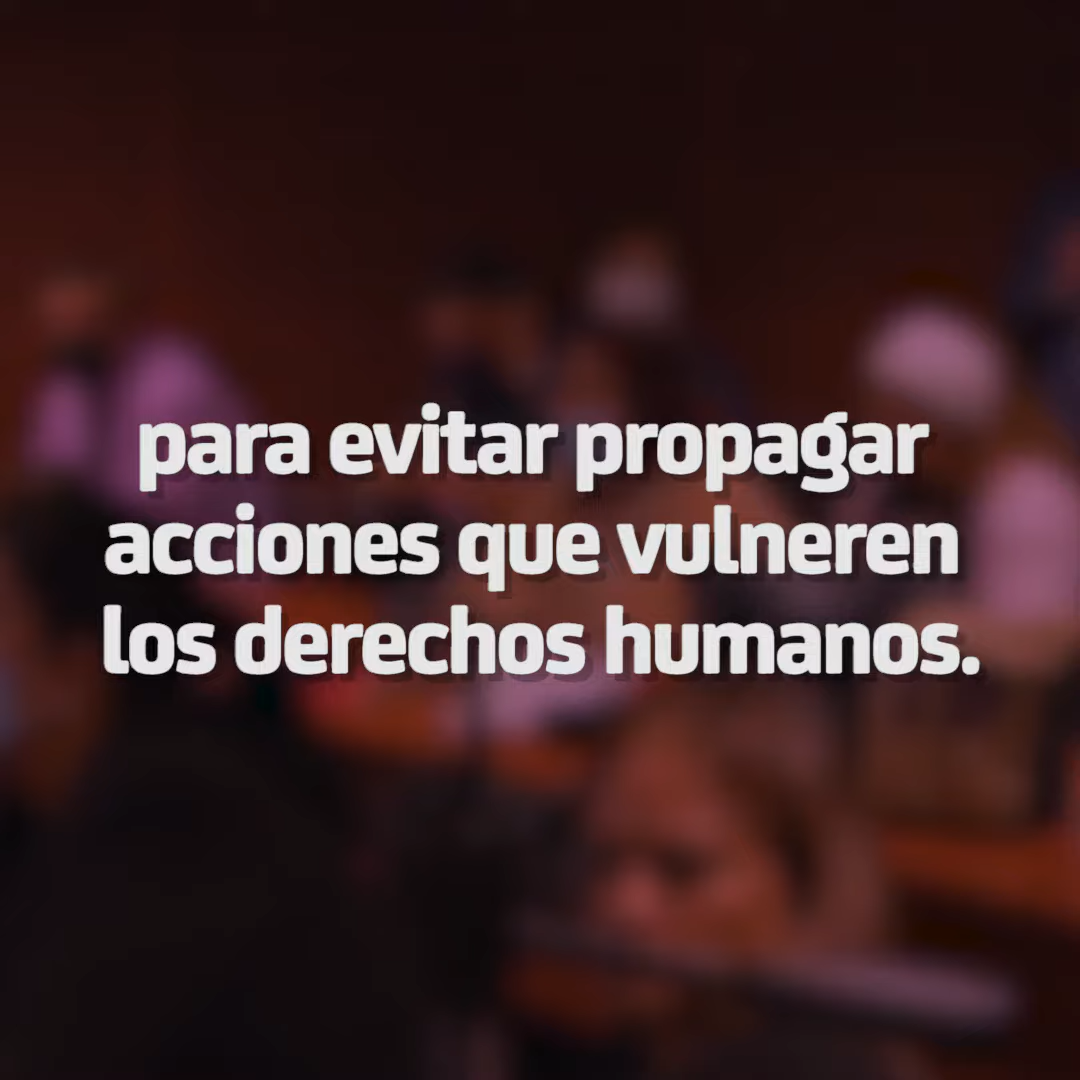 para evitar propagar
acciones que vulneren
los derechos humanos.